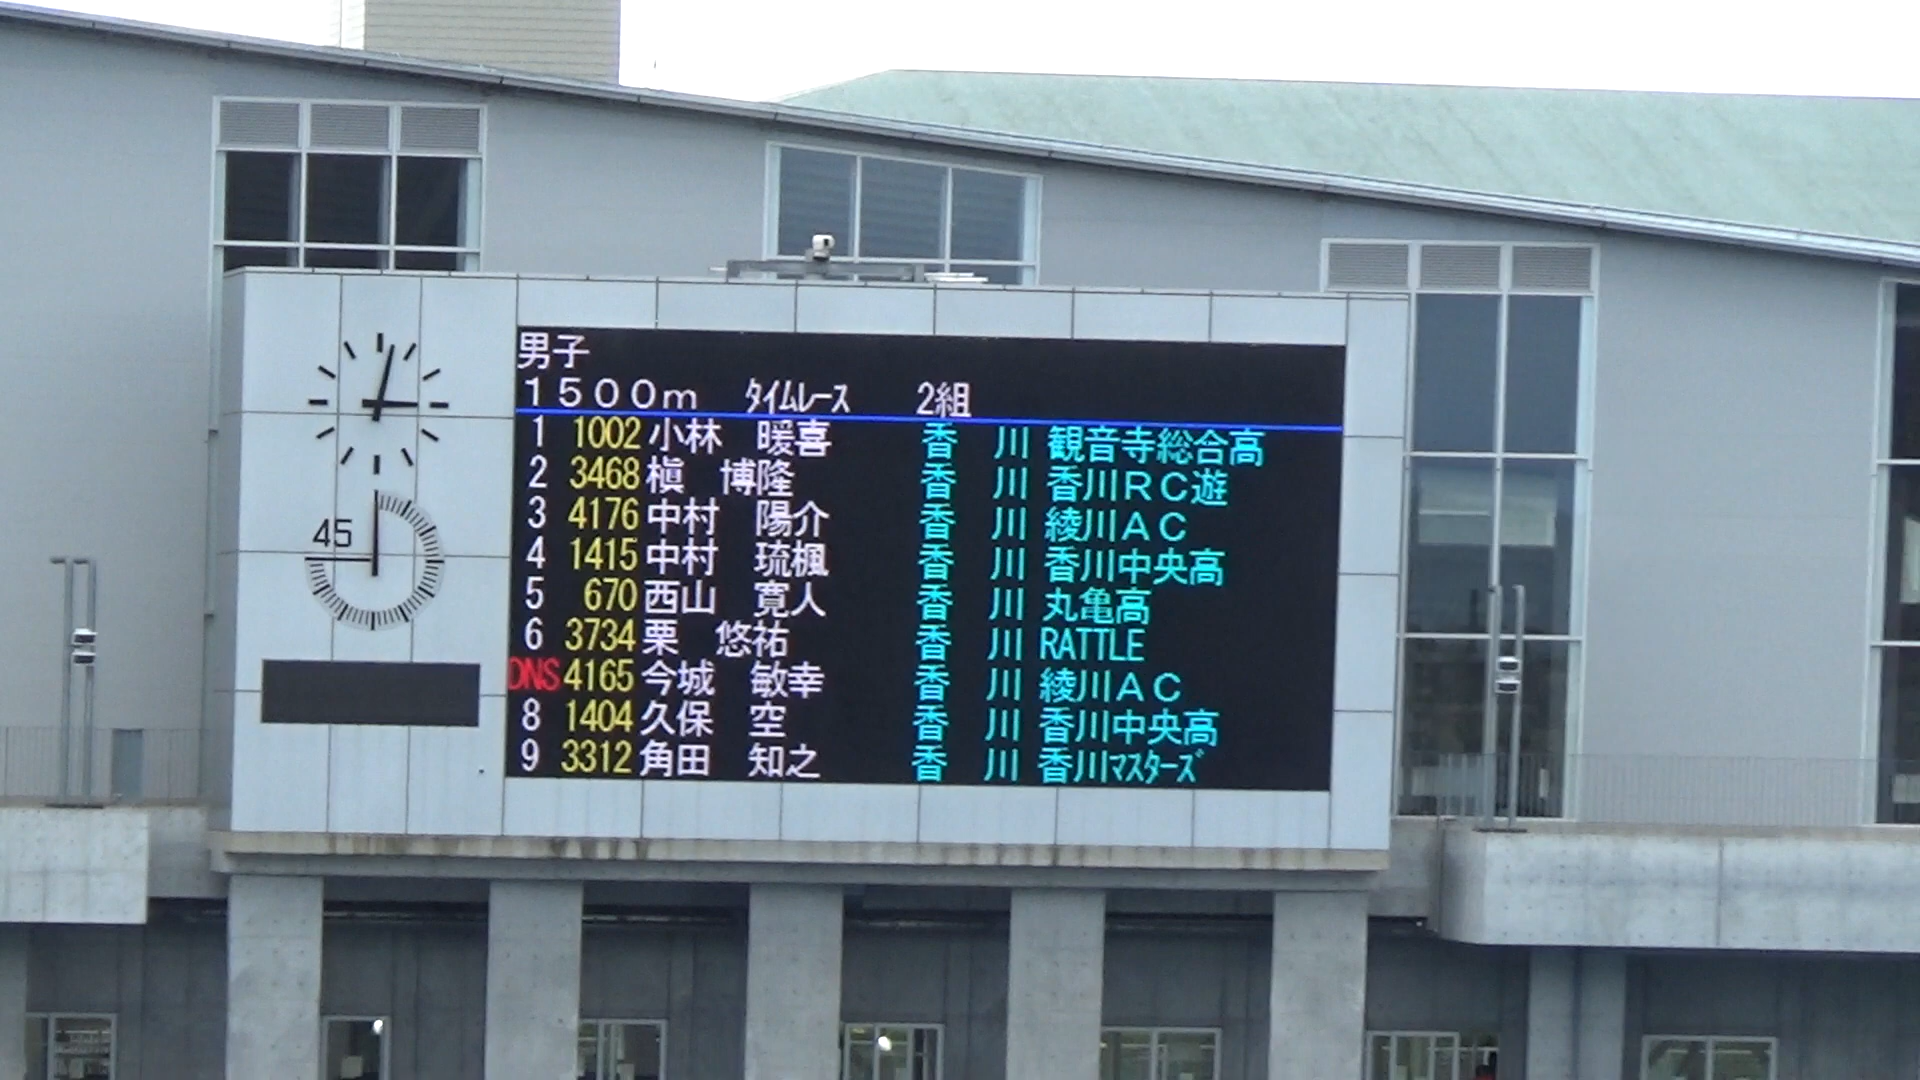 男子
1500m ﾀｲﾑﾚｰｽ 2組
1 1002 小林 暖喜 香川 観音寺総合高
2 3468 槇 博隆 香川 香川RC遊
3 4176 中村 陽介 香川 綾川AC
4 1415 中村 琉楓 香川 香川中央高
5 670 西山 寛人 香川 丸亀高
6 3734 栗 悠祐 香川 RATTLE
DNS 4165 今城 敏幸 香川 綾川AC
8 1404 久保 空 香川 香川中央高
9 3312 角田 知之 香川 香川ﾏｽﾀｰｽﾞ
45